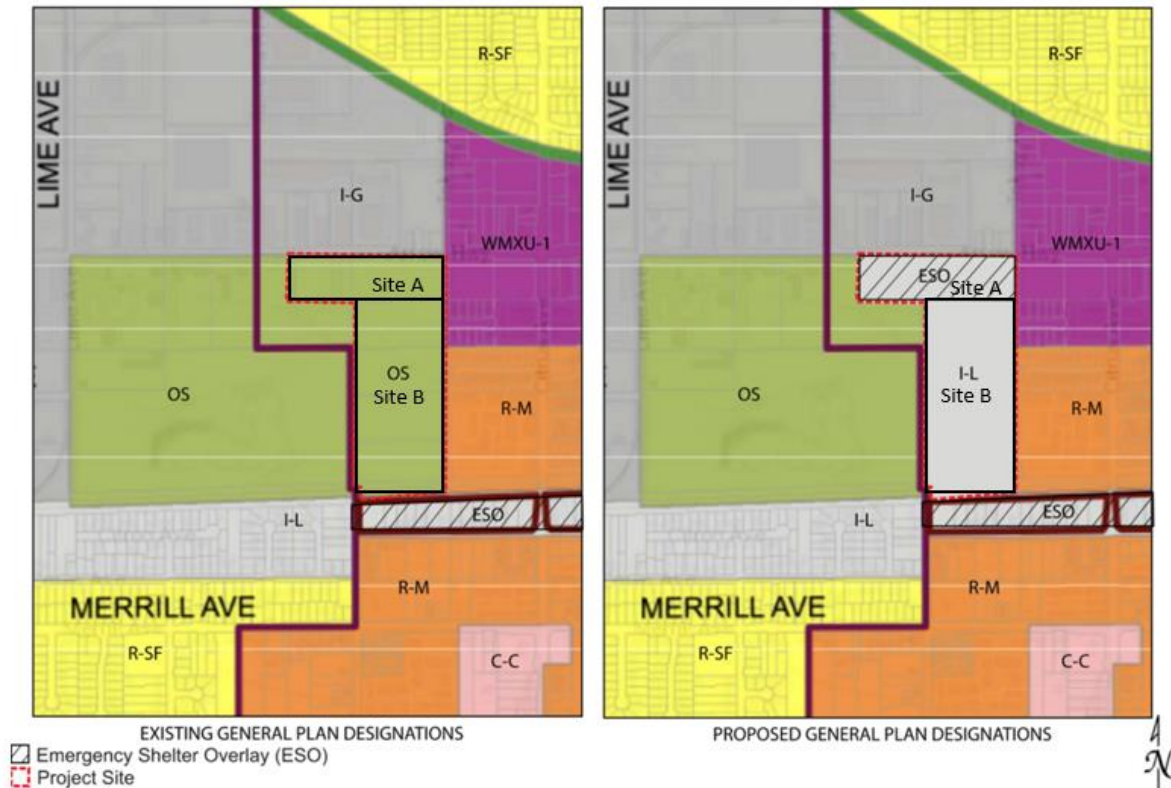 R-SF
LIME AVE
I-G
WMXU-1
Site A
OS
OS
Site B
R-M
I-L
ESO
R-M
MERRILL AVE
R-SF
C-C
EXISTING GENERAL PLAN DESIGNATIONS
R-SF
LIME AVE
I-G
WMXU-1
ESO
Site A
I-L
OS
Site B
R-M
I-L
ESO
R-M
MERRILL AVE
R-SF
C-C
PROPOSED GENERAL PLAN DESIGNATIONS
Emergency Shelter Overlay (ESO)
Project Site
N